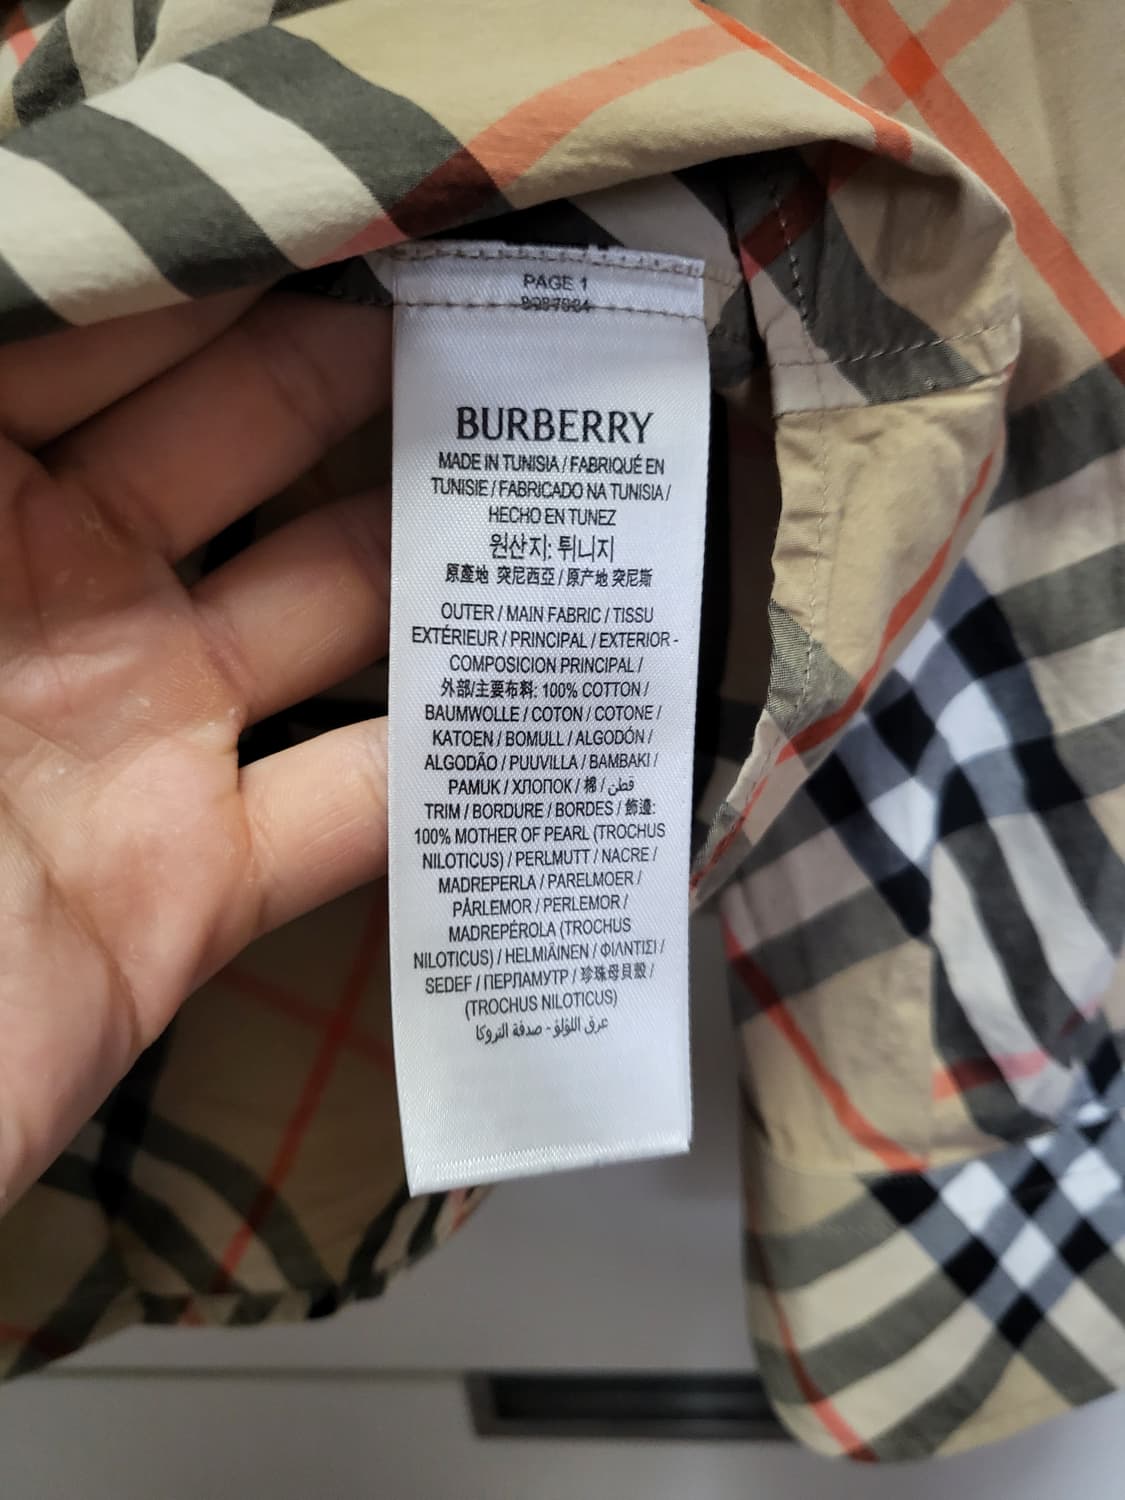 PAGE 1
BURBERRY
MADE IN TUNISIA / FABRIQUÉ EN
TUNISIE / FABRICADO NA TUNISIA /
HECHO EN TUNEZ
원산지: 튀니지
原產地 突尼西亞 / 原产地 突尼斯
OUTER / MAIN FABRIC / TISSU
EXTÉRIEUR / PRINCIPAL / EXTERIOR -
COMPOSICION PRINCIPAL /
外部/主要布料: 100% COTTON /
BAUMWOLLE / COTON / COTONE /
KATOEN / BOMULL / ALGODÓN /
ALGODÃO / PUUVILLA / BAMBAKI /
PAMUK / ХЛОПОК / 棉 / قطن
TRIM / BORDURE / BORDES / 飾邊:
100% MOTHER OF PEARL (TROCHUS
NILOTICUS) / PERLMUTT / NACRE /
MADREPERLA / PARELMOER /
PÄRLEMOR / PERLEMOR /
MADREPÉROLA (TROCHUS
NILOTICUS) / HELMIÄINEN / ΦΙΛΝΤΙΣΙ /
SEDEF / ПЕРЛАМУТР / 珍珠母貝殼 /
(TROCHUS NILOTICUS)
عرق اللؤلؤ - صدفة التروكا